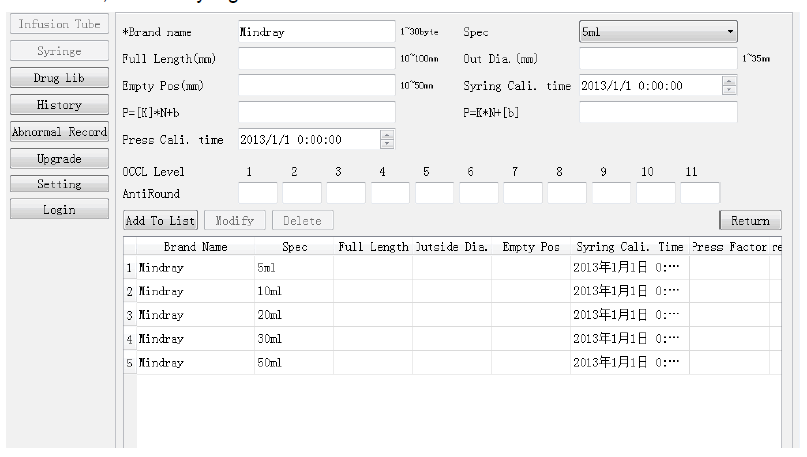 Infusion Tube
Syringe
Drug Lib
History
Abnormal Record
Upgrade
Setting
Login
*Brand name Mindray 1~30byte Spec 5ml
Full Length(mm) 10~100mm Out Dia.(mm) 1~35mm
Empty Pos(mm) 10~50mm Syring Cali. time 2013/1/1 0:00:00
P=[K]*N+b P=K*N+[b]
Press Cali. time 2013/1/1 0:00:00
OCCL Level 1 2 3 4 5 6 7 8 9 10 11
AntiRound
Add To List Modify Delete Return
Brand Name Spec Full Length Outside Dia. Empty Pos Syring Cali. Time Press Factor re
1 Mindray 5ml 2013年1月1日 0:…
2 Mindray 10ml 2013年1月1日 0:…
3 Mindray 20ml 2013年1月1日 0:…
4 Mindray 30ml 2013年1月1日 0:…
5 Mindray 50ml 2013年1月1日 0:…